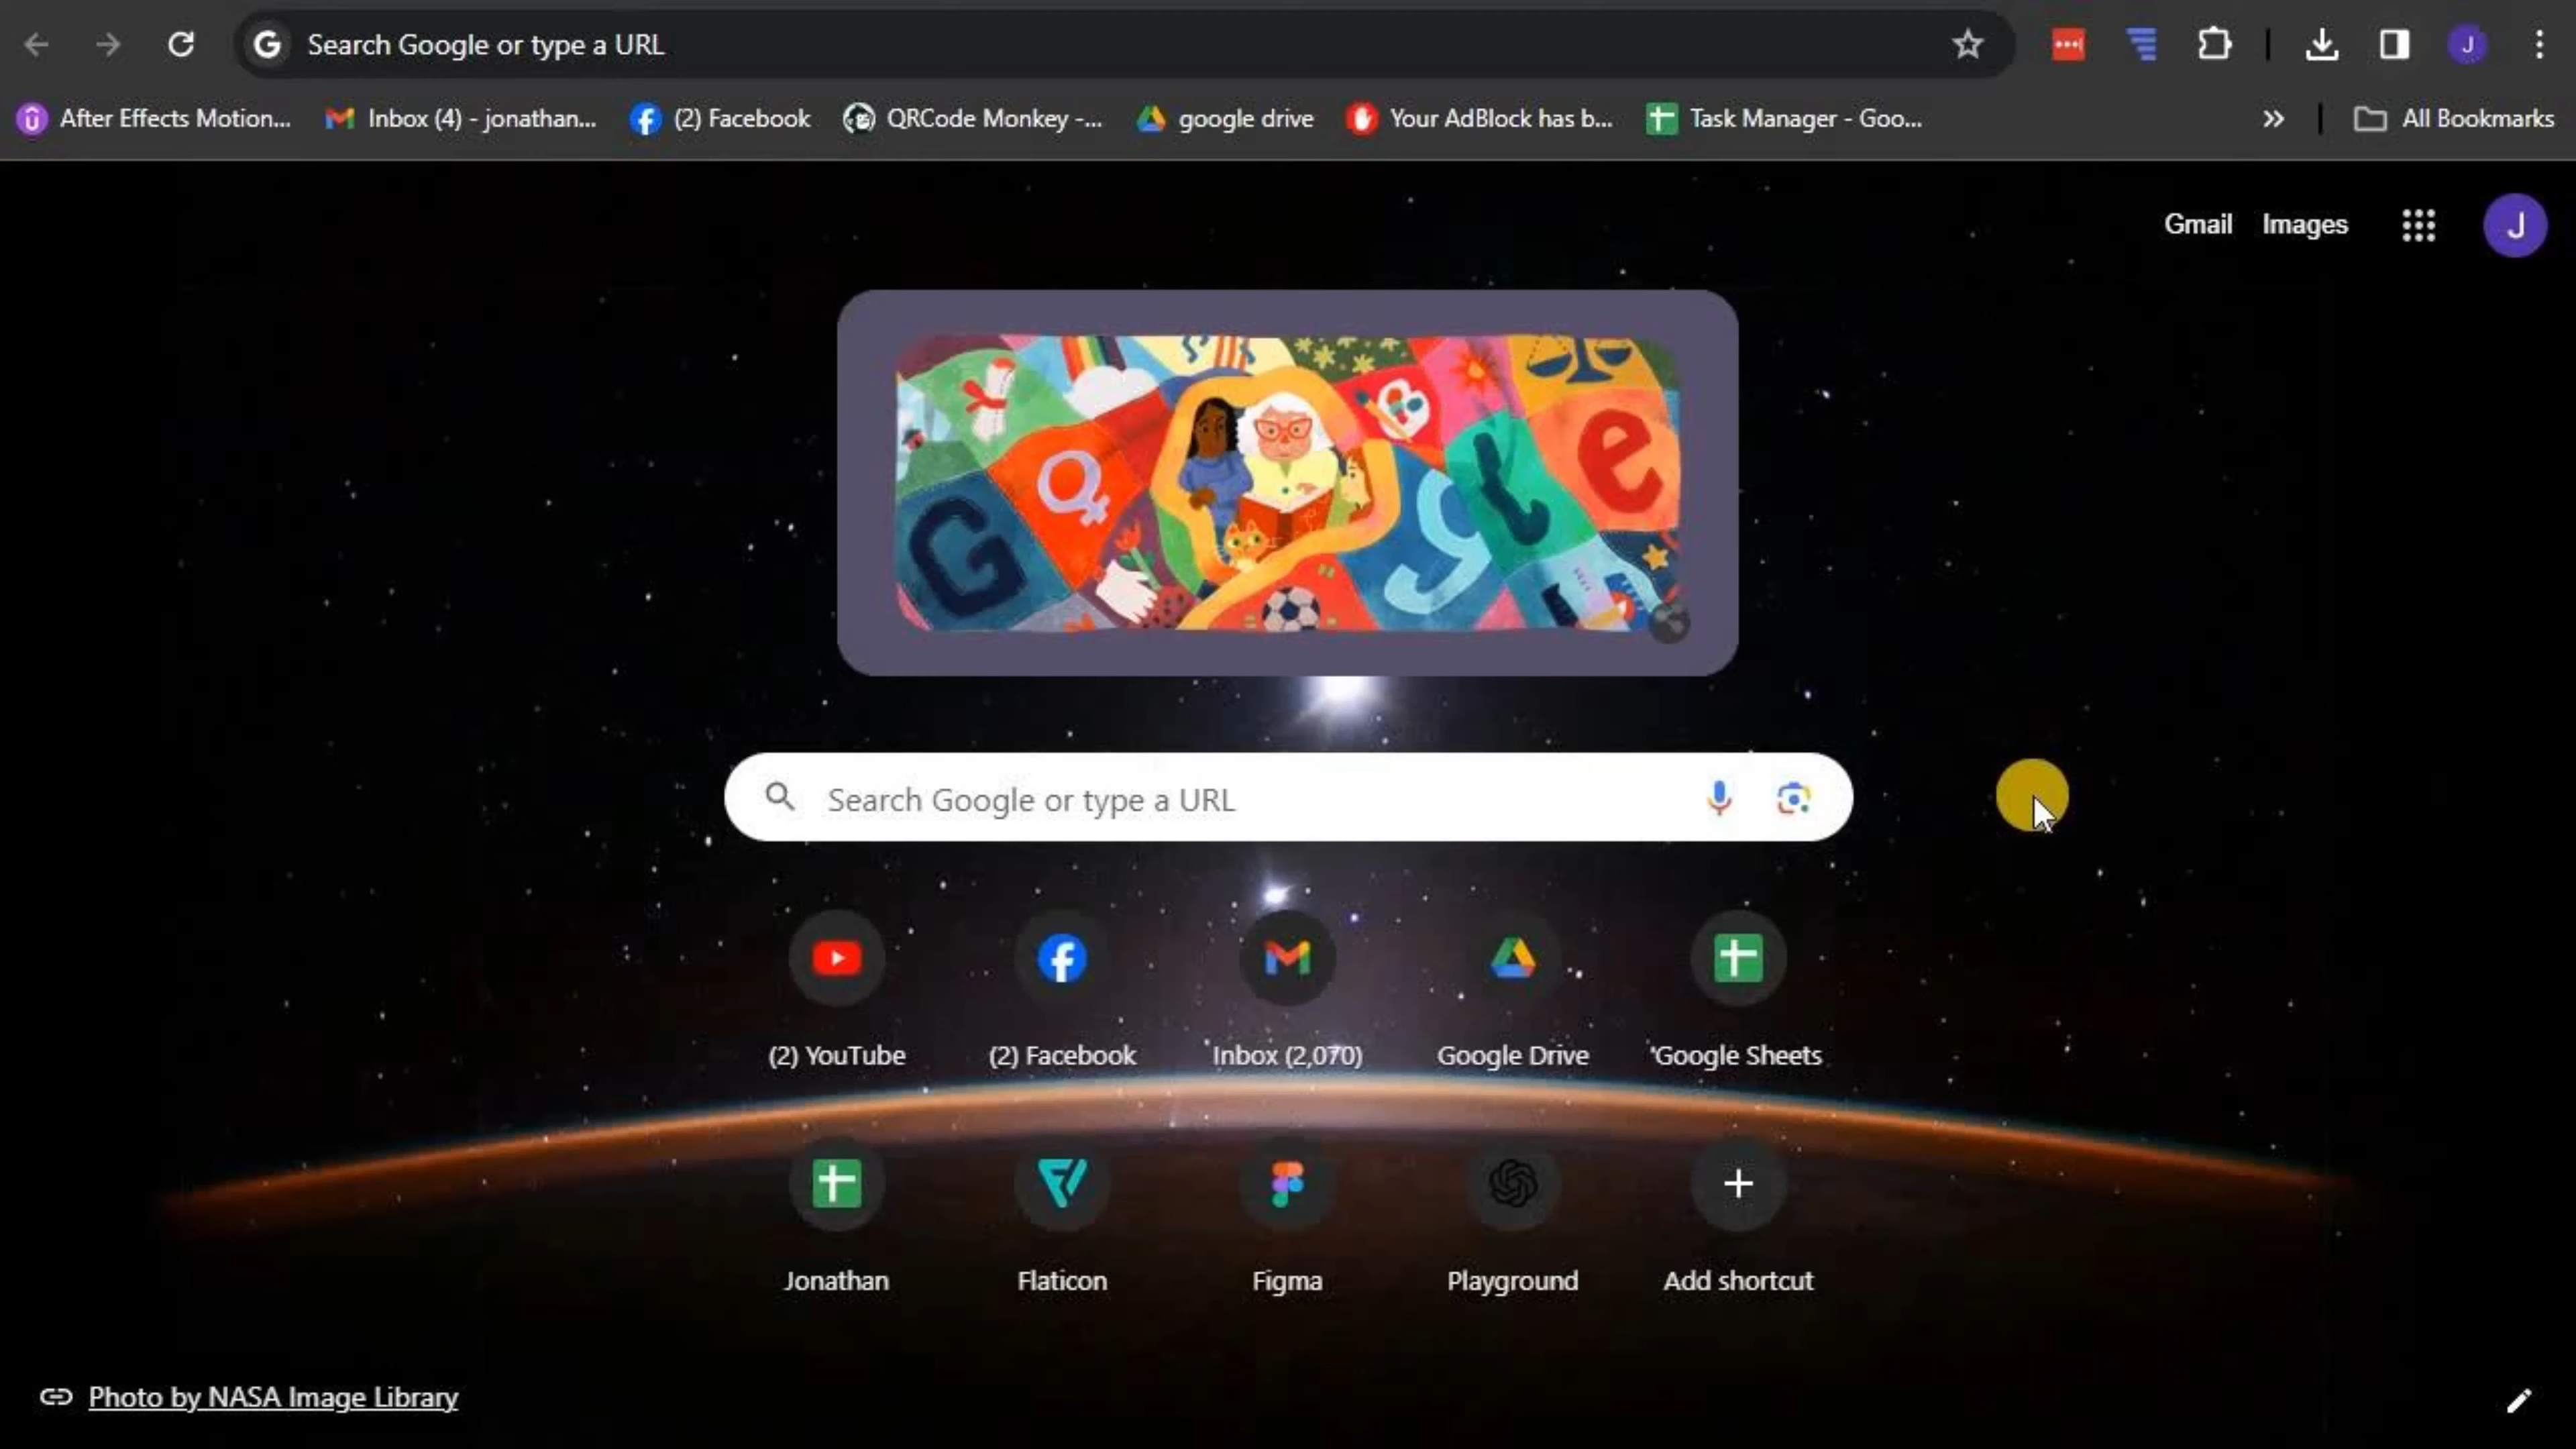 Search Google or type a URL
After Effects Motion...
Inbox (4) - jonathan...
(2) Facebook
QRCode Monkey -...
google drive
Your AdBlock has b...
Task Manager - Goo...
All Bookmarks
J
Gmail
Images
J
G
g
l
e
Search Google or type a URL
(2) YouTube
(2) Facebook
Inbox (2,070)
Google Drive
'Google Sheets
Jonathan
Flaticon
Figma
Playground
Add shortcut
Photo by NASA Image Library